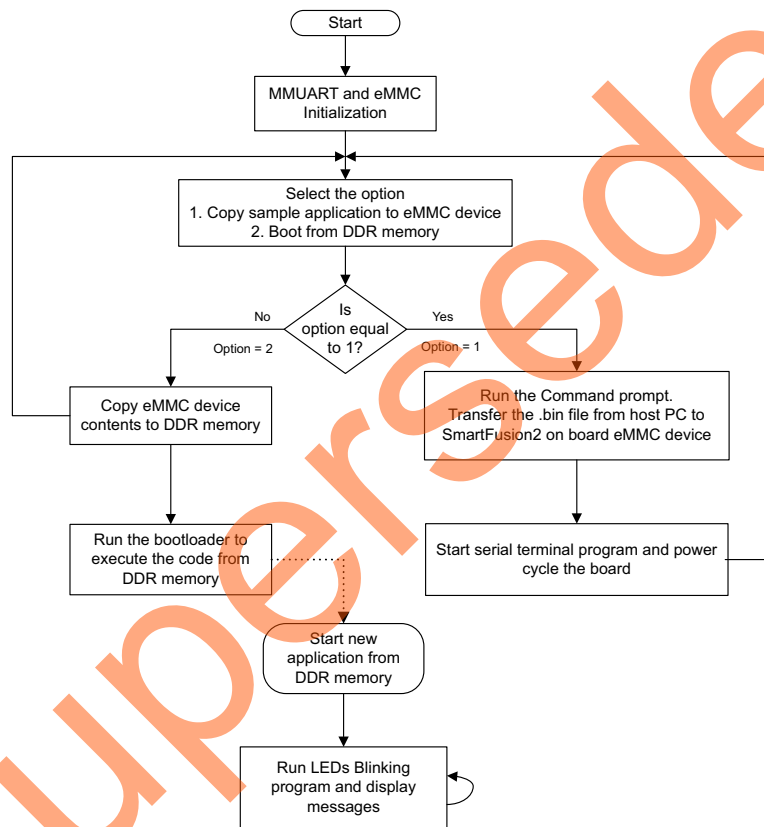 Start
MMUART and eMMC
Initialization
Select the option
1. Copy sample application to eMMC device
2. Boot from DDR memory
Is
option equal
to 1?
No
Option = 2
Yes
Option = 1
Copy eMMC device
contents to DDR memory
Run the Command prompt.
Transfer the .bin file from host PC to
SmartFusion2 on board eMMC device
Run the bootloader to
execute the code from
DDR memory
Start serial terminal program and power
cycle the board
Start new
application from
DDR memory
Run LEDs Blinking
program and display
messages
upersede